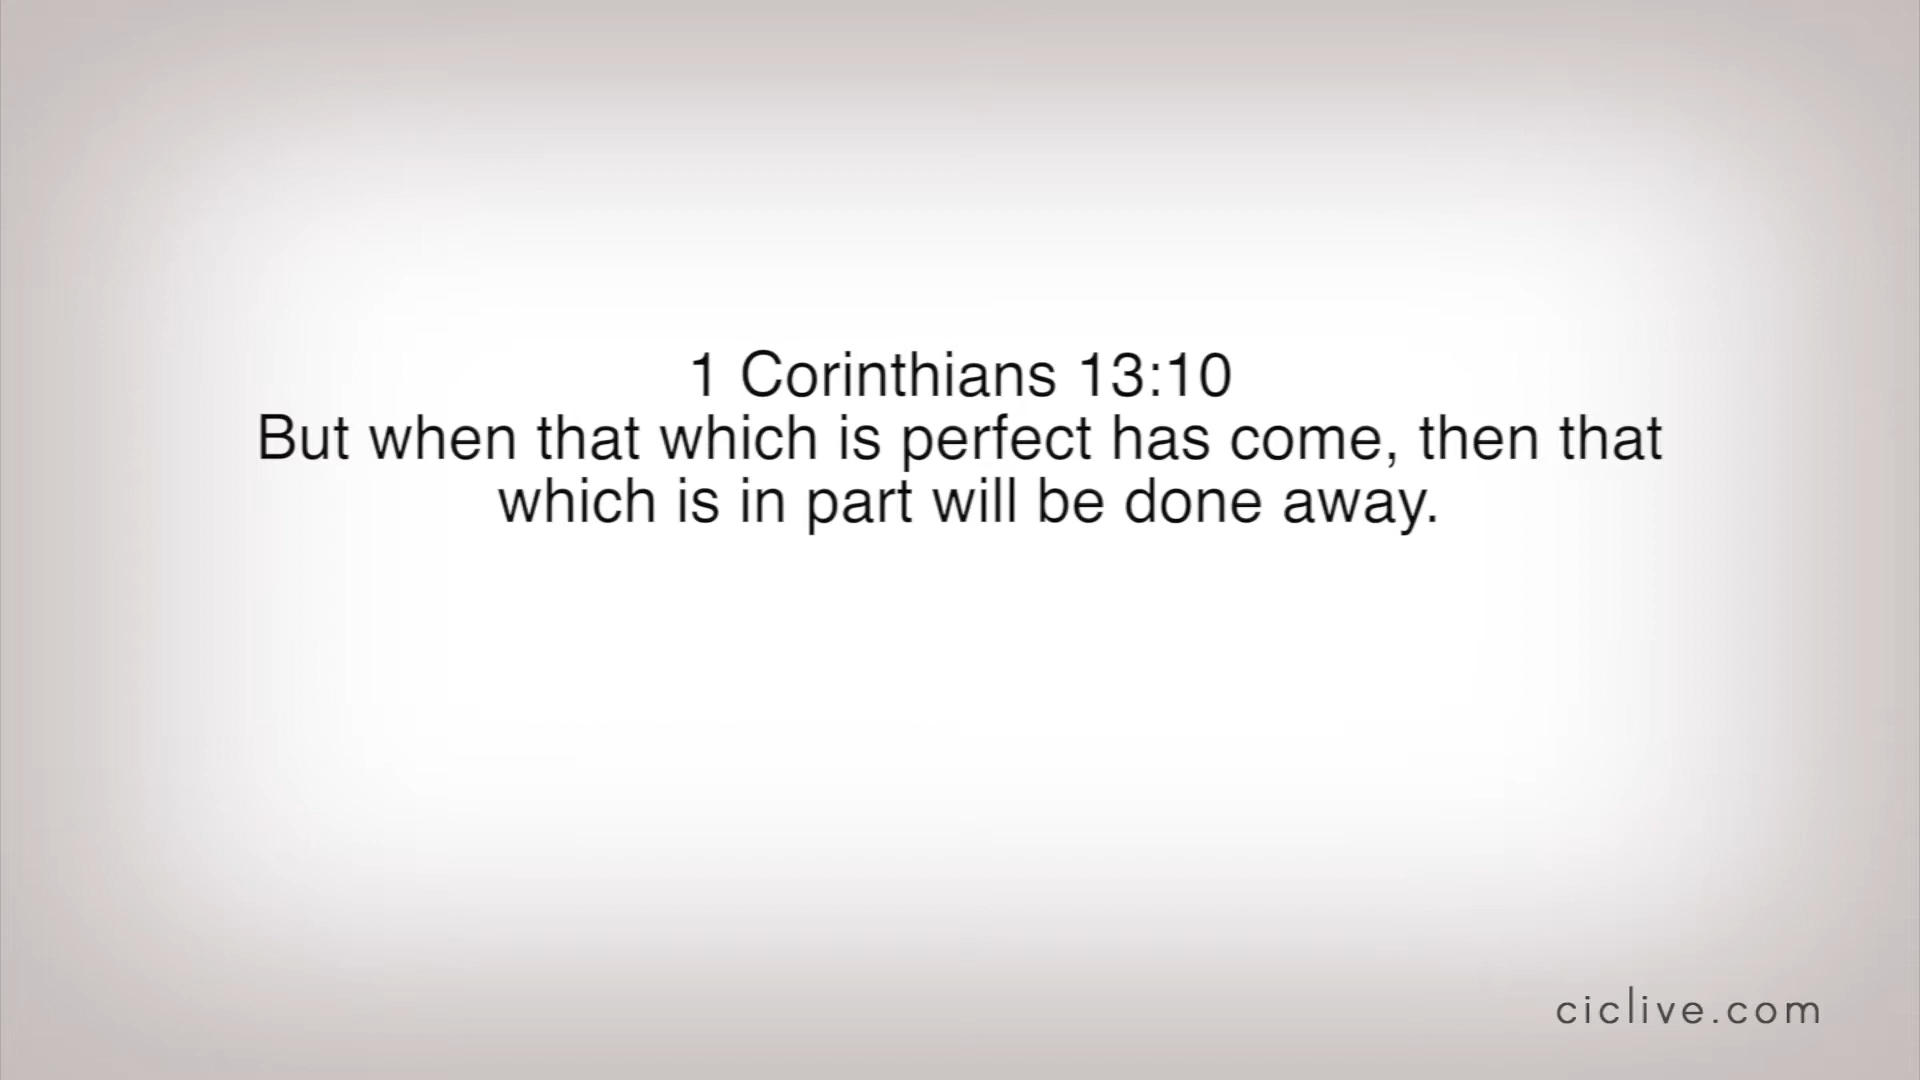 1 Corinthians 13:10
But when that which is perfect has come, then that
which is in part will be done away.
ciclive.com